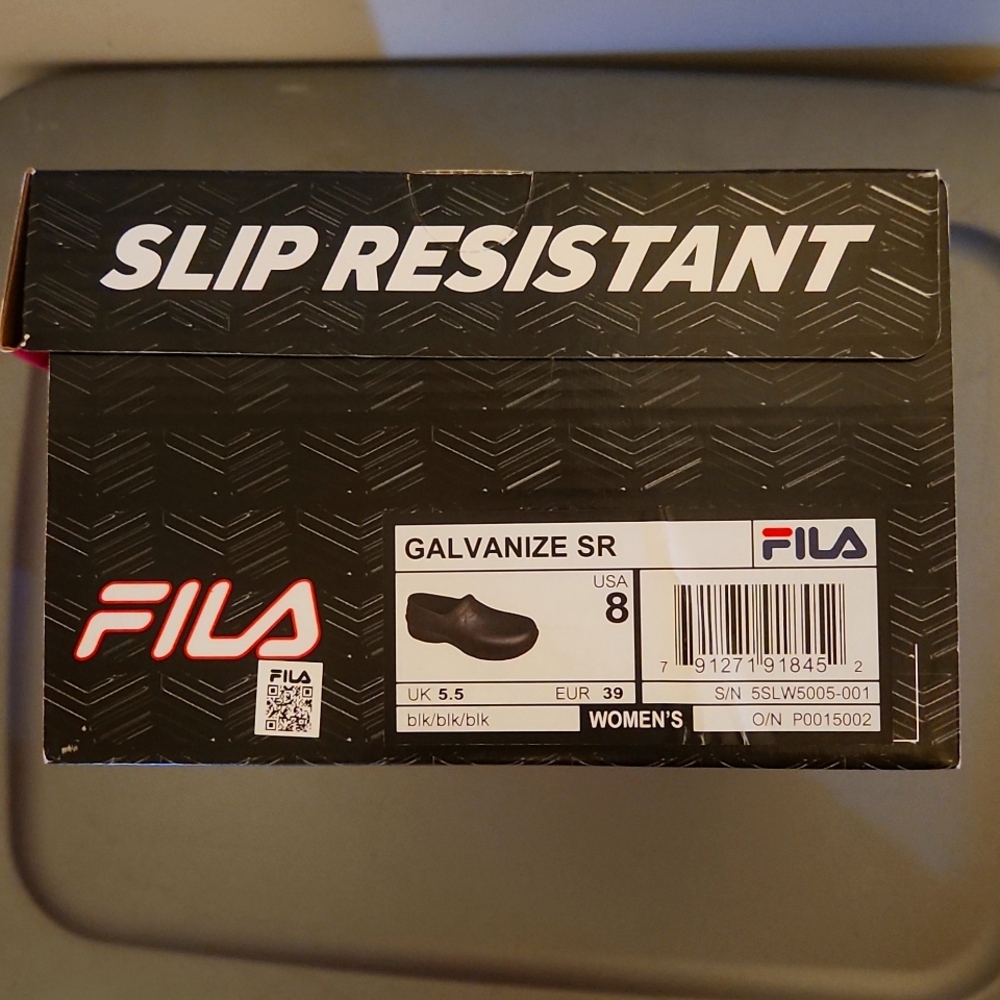 SLIP RESISTANT
GALVANIZE SR
FILA
USA
8
7 91271 91845 2
FILA
FILA
UK 5.5 EUR 39
S/N 5SLW5005-001
blk/blk/blk
WOMEN'S
O/N P0015002